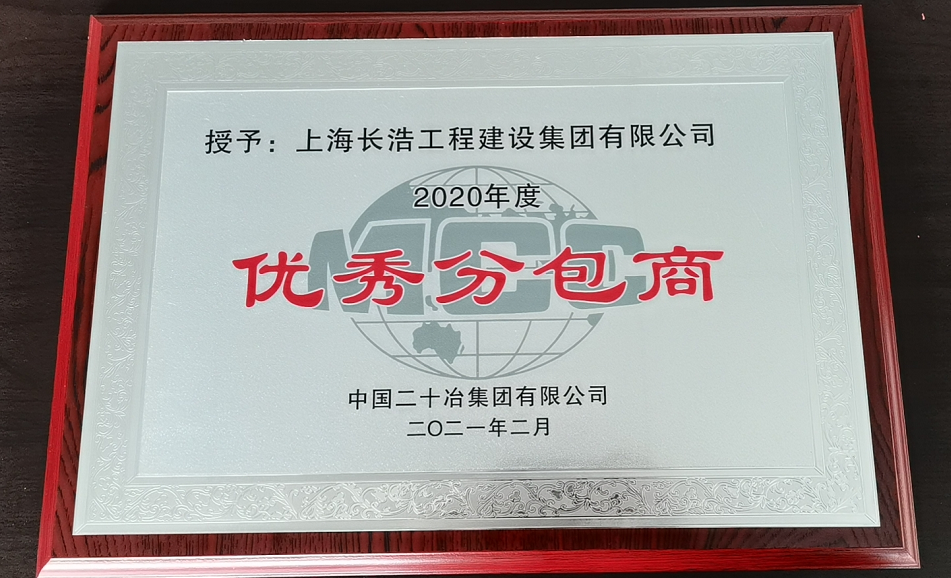 授予：上海长浩工程建设集团有限公司
2020年度
MCC
优秀分包商
中国二十冶集团有限公司
二〇二一年二月